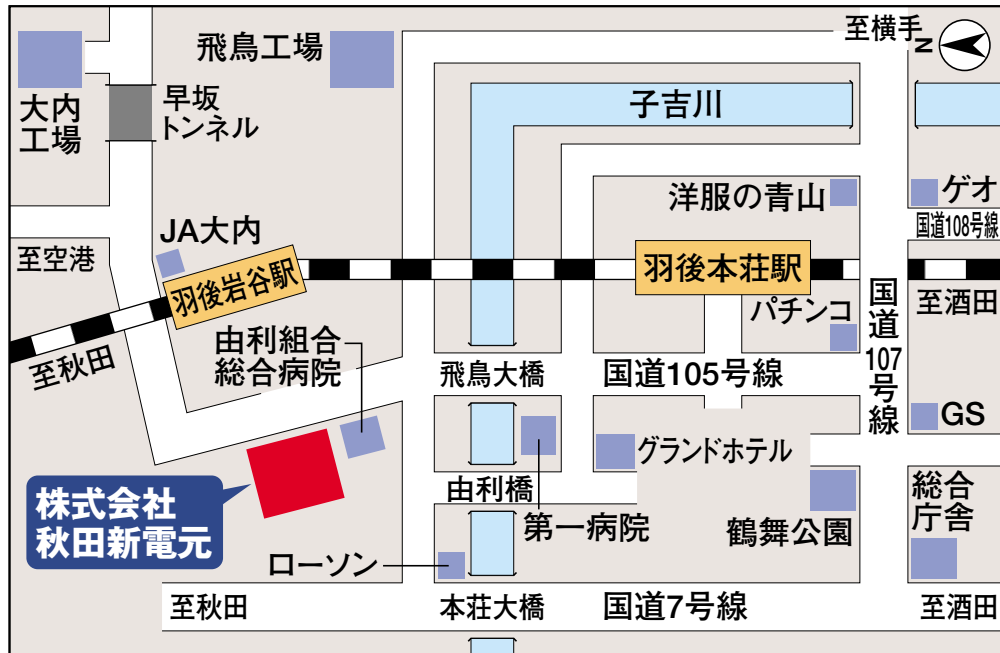 至横手
N
飛鳥工場
大内
工場
早坂
トンネル
子吉川
洋服の青山
ゲオ
国道108号線
JA大内
至空港
羽後岩谷駅
羽後本荘駅
パチンコ
国道107号線
至酒田
至秋田
由利組合
総合病院
飛鳥大橋
国道105号線
GS
グランドホテル
由利橋
第一病院
鶴舞公園
総合
庁舎
株式会社
秋田新電元
ローソン
至秋田
本荘大橋
国道7号線
至酒田